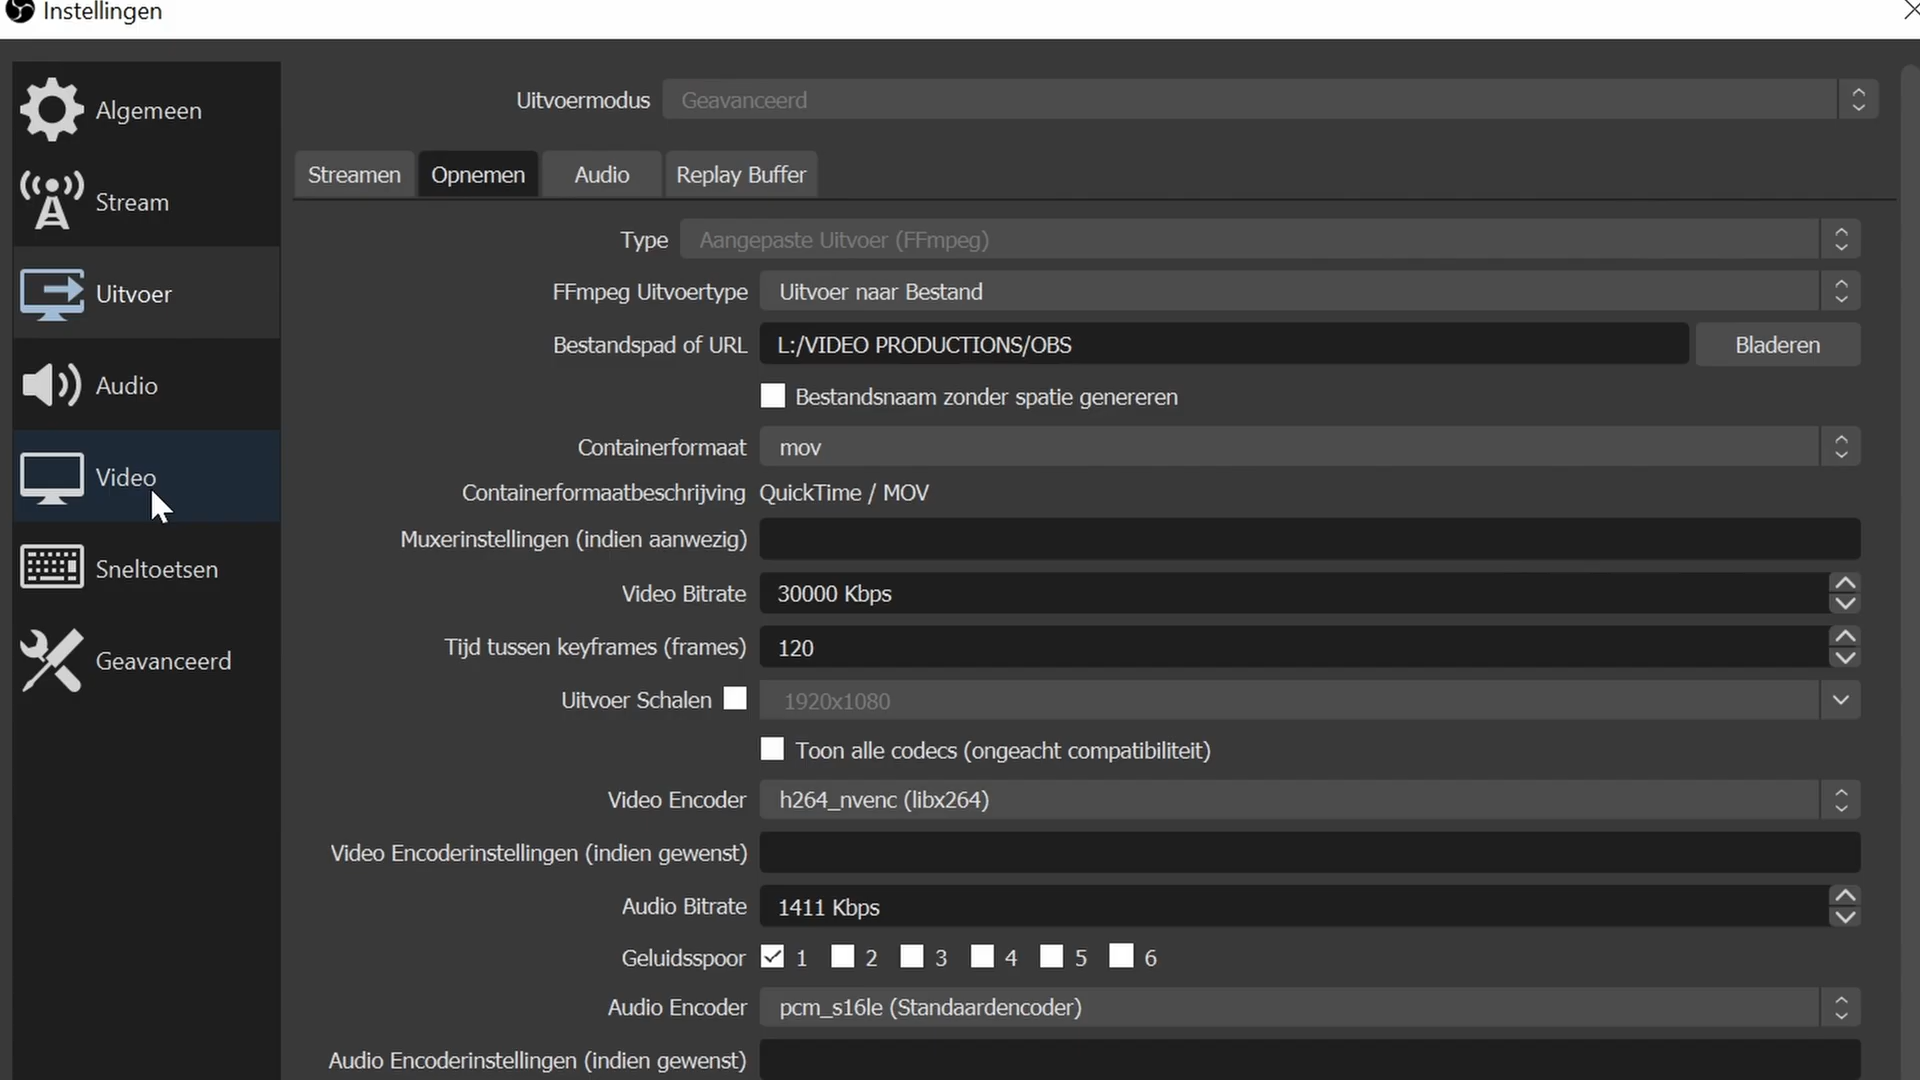 Instellingen
Algemeen
Stream
Uitvoer
Audio
Video
Sneltoetsen
Geavanceerd
Uitvoermodus Geavanceerd
Streamen Opnemen Audio Replay Buffer
Type Aangepaste Uitvoer (FFmpeg)
FFmpeg Uitvoertype Uitvoer naar Bestand
Bestandspad of URL L:/VIDEO PRODUCTIONS/OBS Bladeren
Bestandsnaam zonder spatie genereren
Containerformaat mov
Containerformaatbeschrijving QuickTime / MOV
Muxerinstellingen (indien aanwezig)
Video Bitrate 30000 Kbps
Tijd tussen keyframes (frames) 120
Uitvoer Schalen 1920x1080
Toon alle codecs (ongeacht compatibiliteit)
Video Encoder h264_nvenc (libx264)
Video Encoderinstellingen (indien gewenst)
Audio Bitrate 1411 Kbps
Geluidsspoor 1 2 3 4 5 6
Audio Encoder pcm_s16le (Standaardencoder)
Audio Encoderinstellingen (indien gewenst)